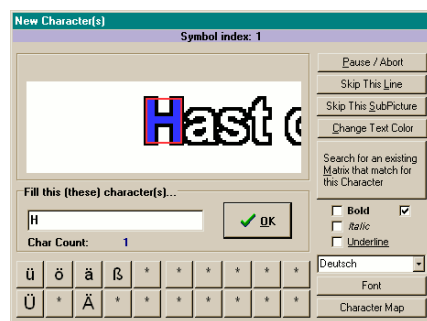 New Character(s)
Symbol index: 1
Hast
Fill this (these) character(s)...
H
OK
Char Count: 1
ü ö ä ß * * * * * *
Ü * Ä * * * * * * *
Pause / Abort
Skip This Line
Skip This SubPicture
Change Text Color
Search for an existing
Matrix that match for
this Character
Bold
Italic
Underline
Deutsch
Font
Character Map